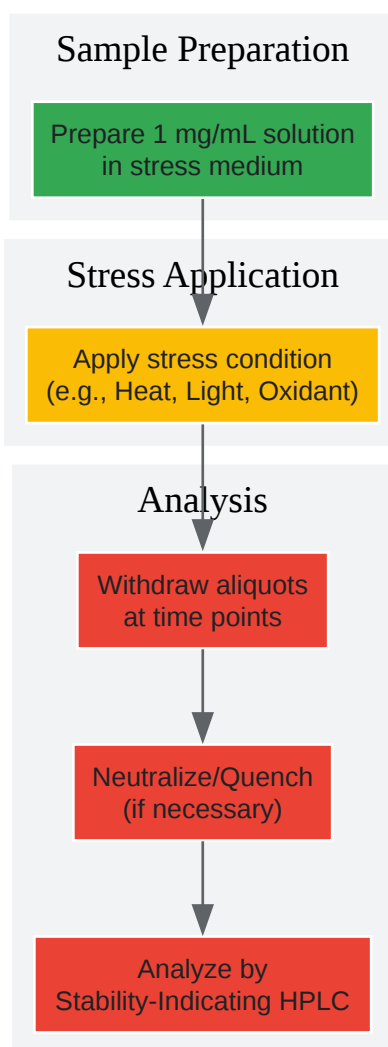 Sample Preparation
Prepare 1 mg/mL solution
in stress medium
Stress Application
Apply stress condition
(e.g., Heat, Light, Oxidant)
Analysis
Withdraw aliquots
at time points
Neutralize/Quench
(if necessary)
Analyze by
Stability-Indicating HPLC